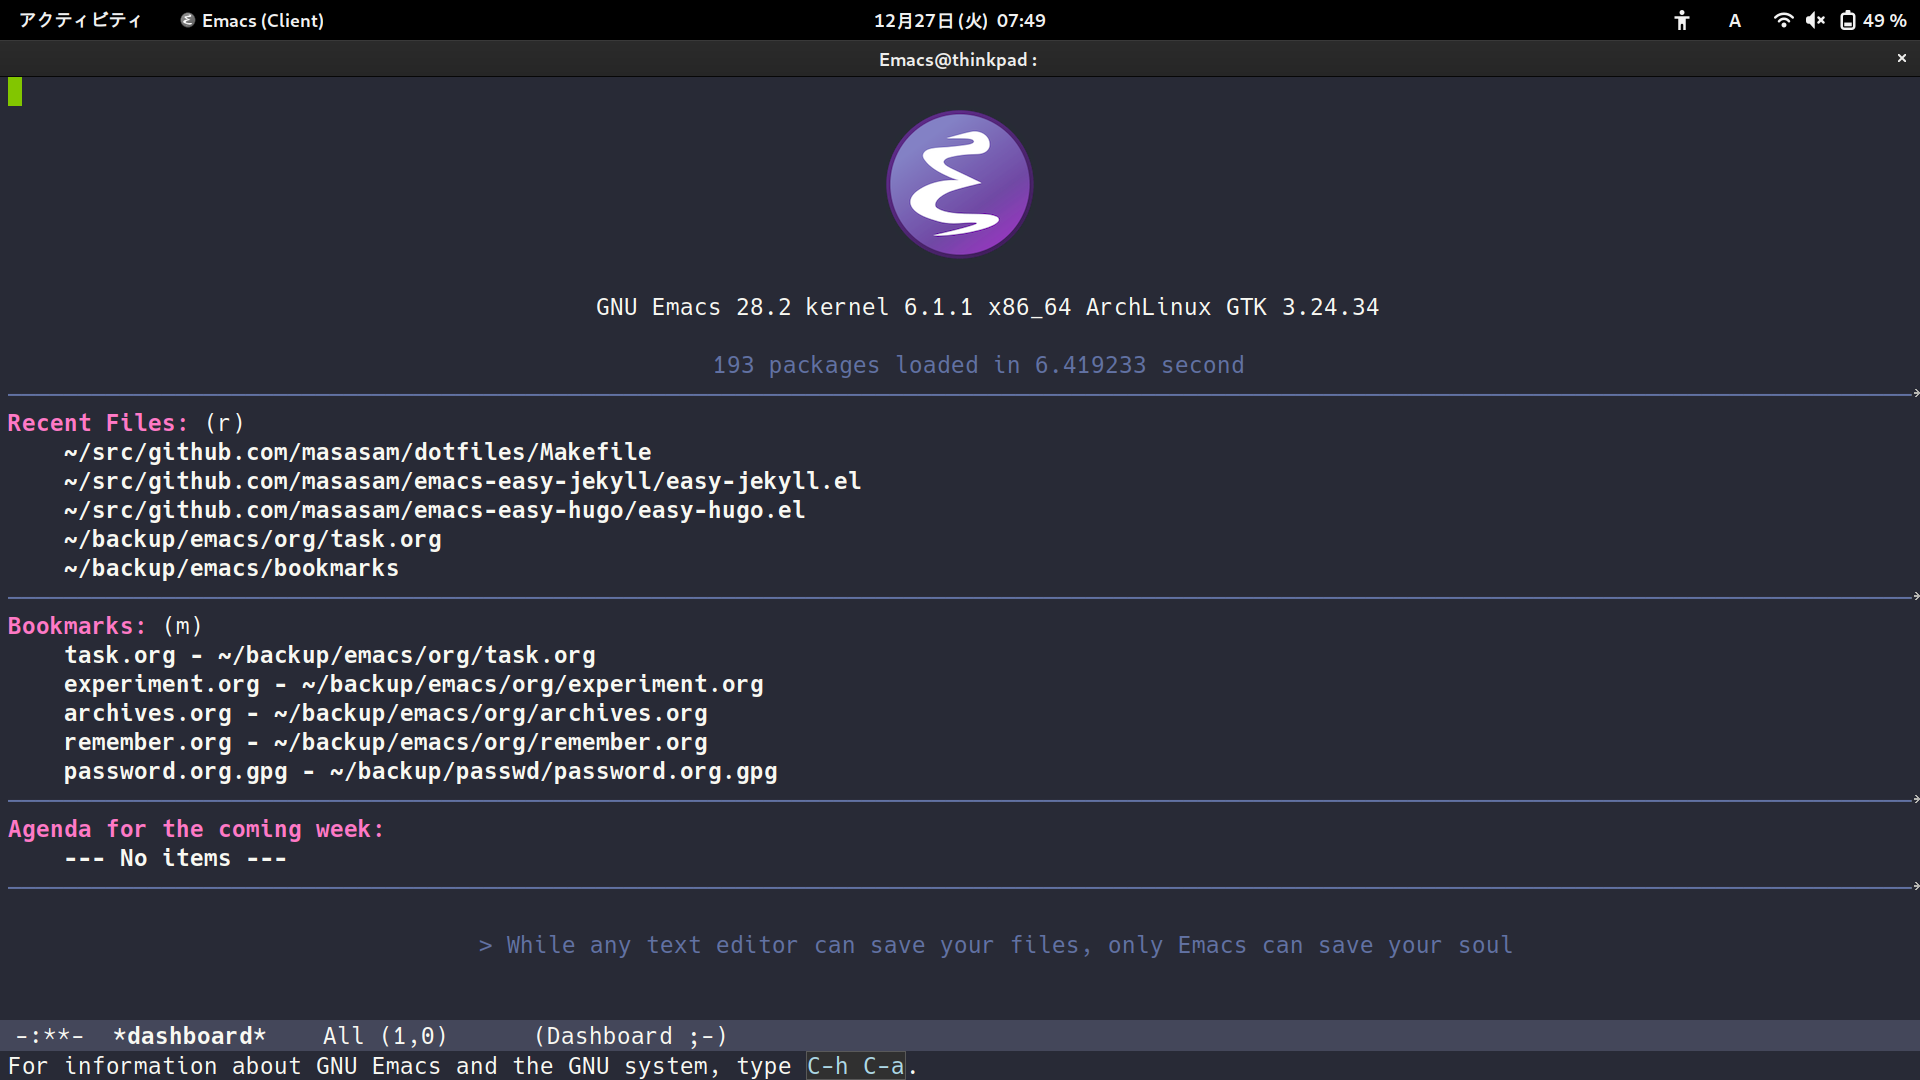 アクティビティ Emacs (Client) 12月27日 (火) 07:49 A 49 %
Emacs@thinkpad :
GNU Emacs 28.2 kernel 6.1.1 x86_64 ArchLinux GTK 3.24.34
193 packages loaded in 6.419233 second
Recent Files: (r)
~/src/github.com/masasam/dotfiles/Makefile
~/src/github.com/masasam/emacs-easy-jekyll/easy-jekyll.el
~/src/github.com/masasam/emacs-easy-hugo/easy-hugo.el
~/backup/emacs/org/task.org
~/backup/emacs/bookmarks
Bookmarks: (m)
task.org - ~/backup/emacs/org/task.org
experiment.org - ~/backup/emacs/org/experiment.org
archives.org - ~/backup/emacs/org/archives.org
remember.org - ~/backup/emacs/org/remember.org
password.org.gpg - ~/backup/passwd/password.org.gpg
Agenda for the coming week:
--- No items ---
> While any text editor can save your files, only Emacs can save your soul
-:**-  *dashboard*    All (1,0)      (Dashboard ;-)
For information about GNU Emacs and the GNU system, type C-h C-a.